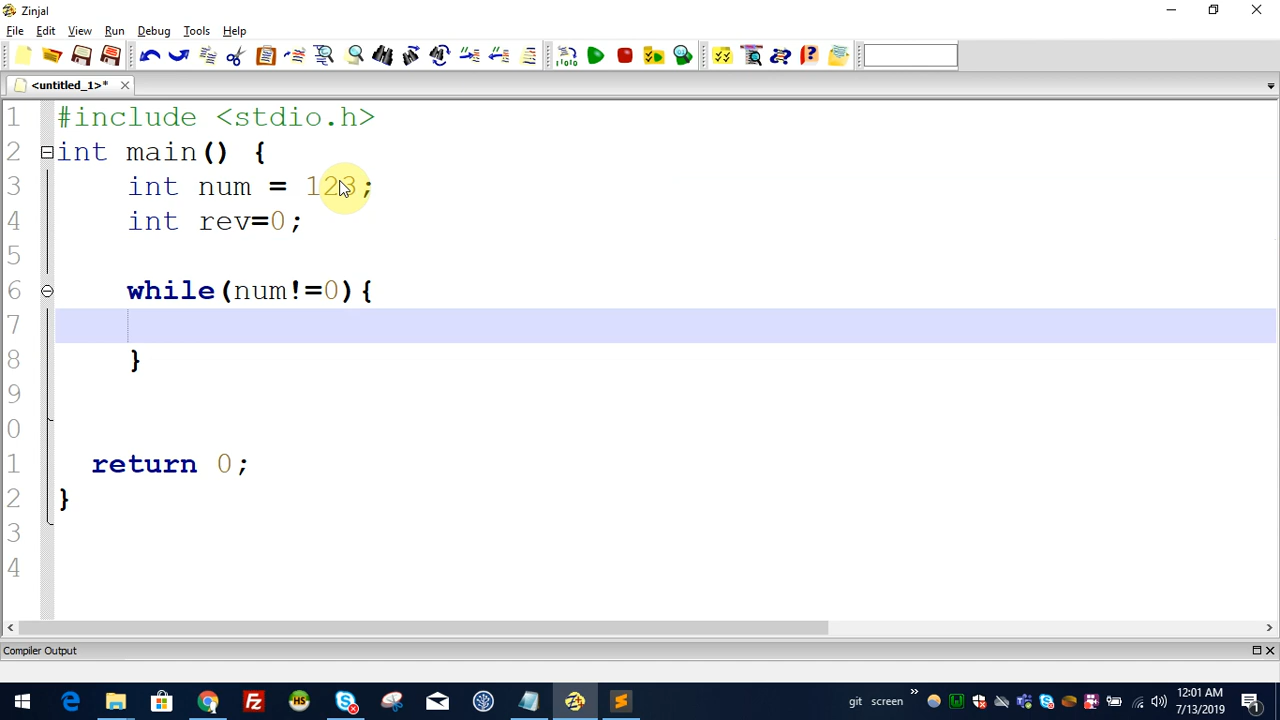 Zinjal
File Edit View Run Debug Tools Help
<untitled_1>*
1 #include <stdio.h>
2 int main() {
3 int num = 123;
4 int rev=0;
5
6 while(num!=0){
7
8 }
9
0
1 return 0;
2 }
3
4
Compiler Output
git screen » 12:01 AM
7/13/2019